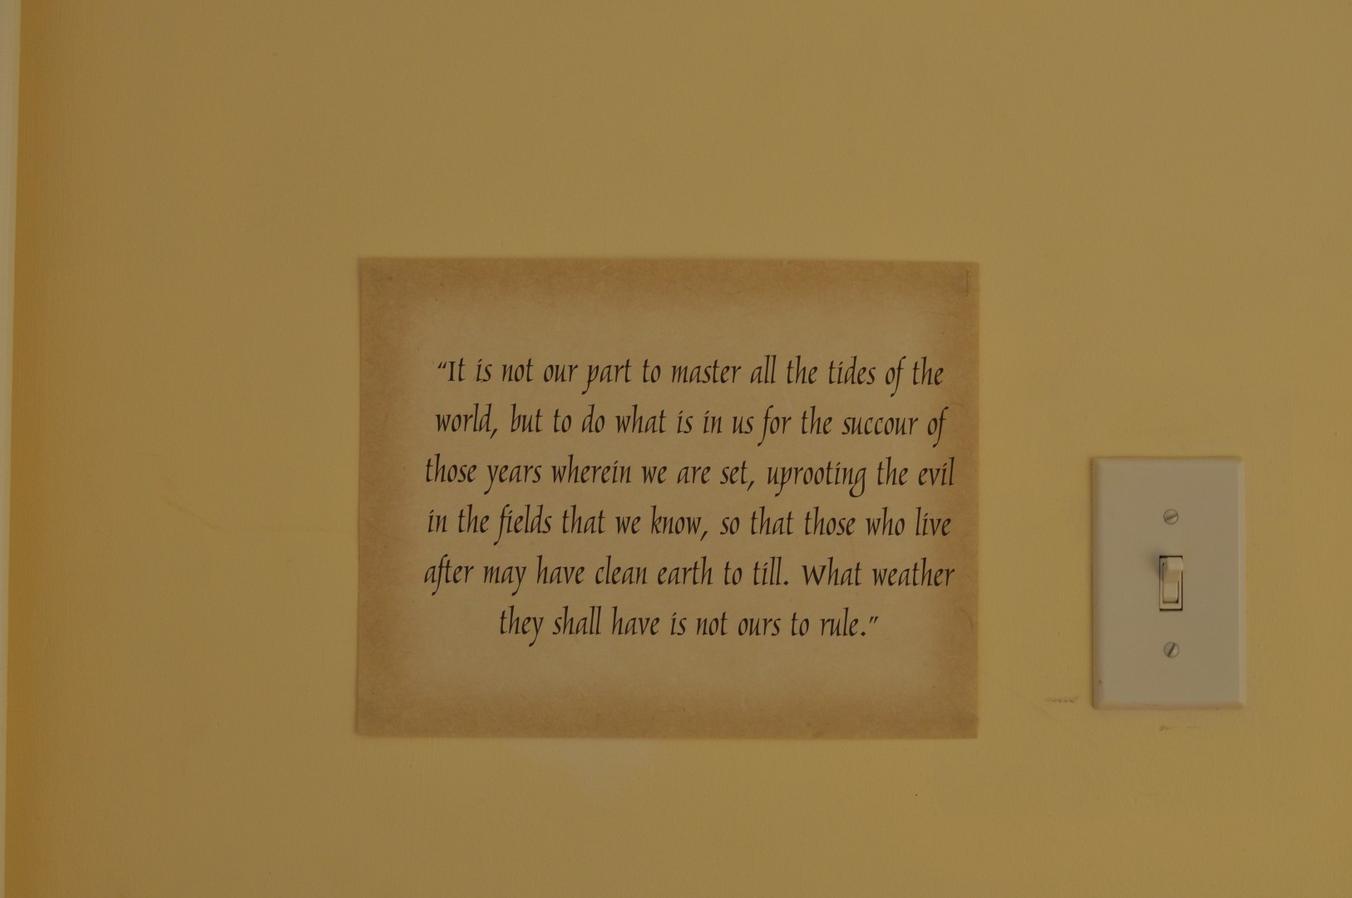 “It is not our part to master all the tides of the
world, but to do what is in us for the succour of
those years wherein we are set, uprooting the evil
in the fields that we know, so that those who live
after may have clean earth to till. What weather
they shall have is not ours to rule.”